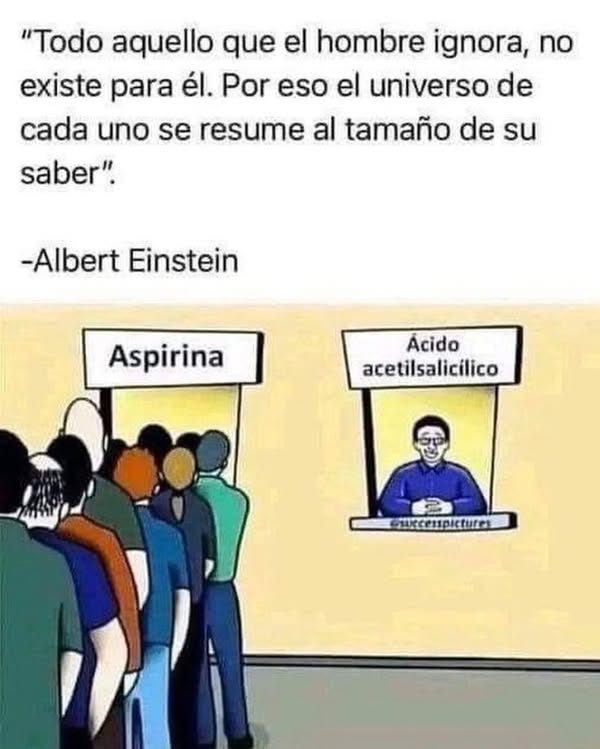 "Todo aquello que el hombre ignora, no
existe para él. Por eso el universo de
cada uno se resume al tamaño de su
saber".
-Albert Einstein
Aspirina
Ácido
acetilsalicílico
@successpictures